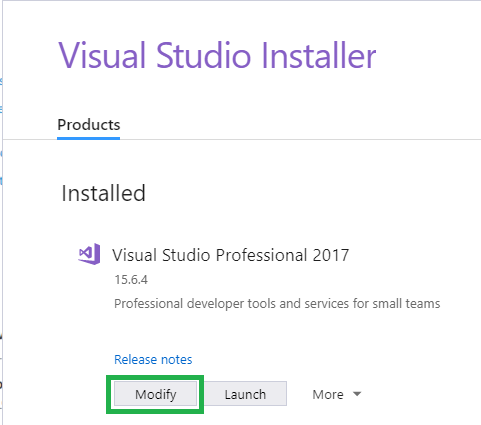 Visual Studio Installer
Products
Installed
Visual Studio Professional 2017
15.6.4
Professional developer tools and services for small teams
Release notes
Modify Launch More